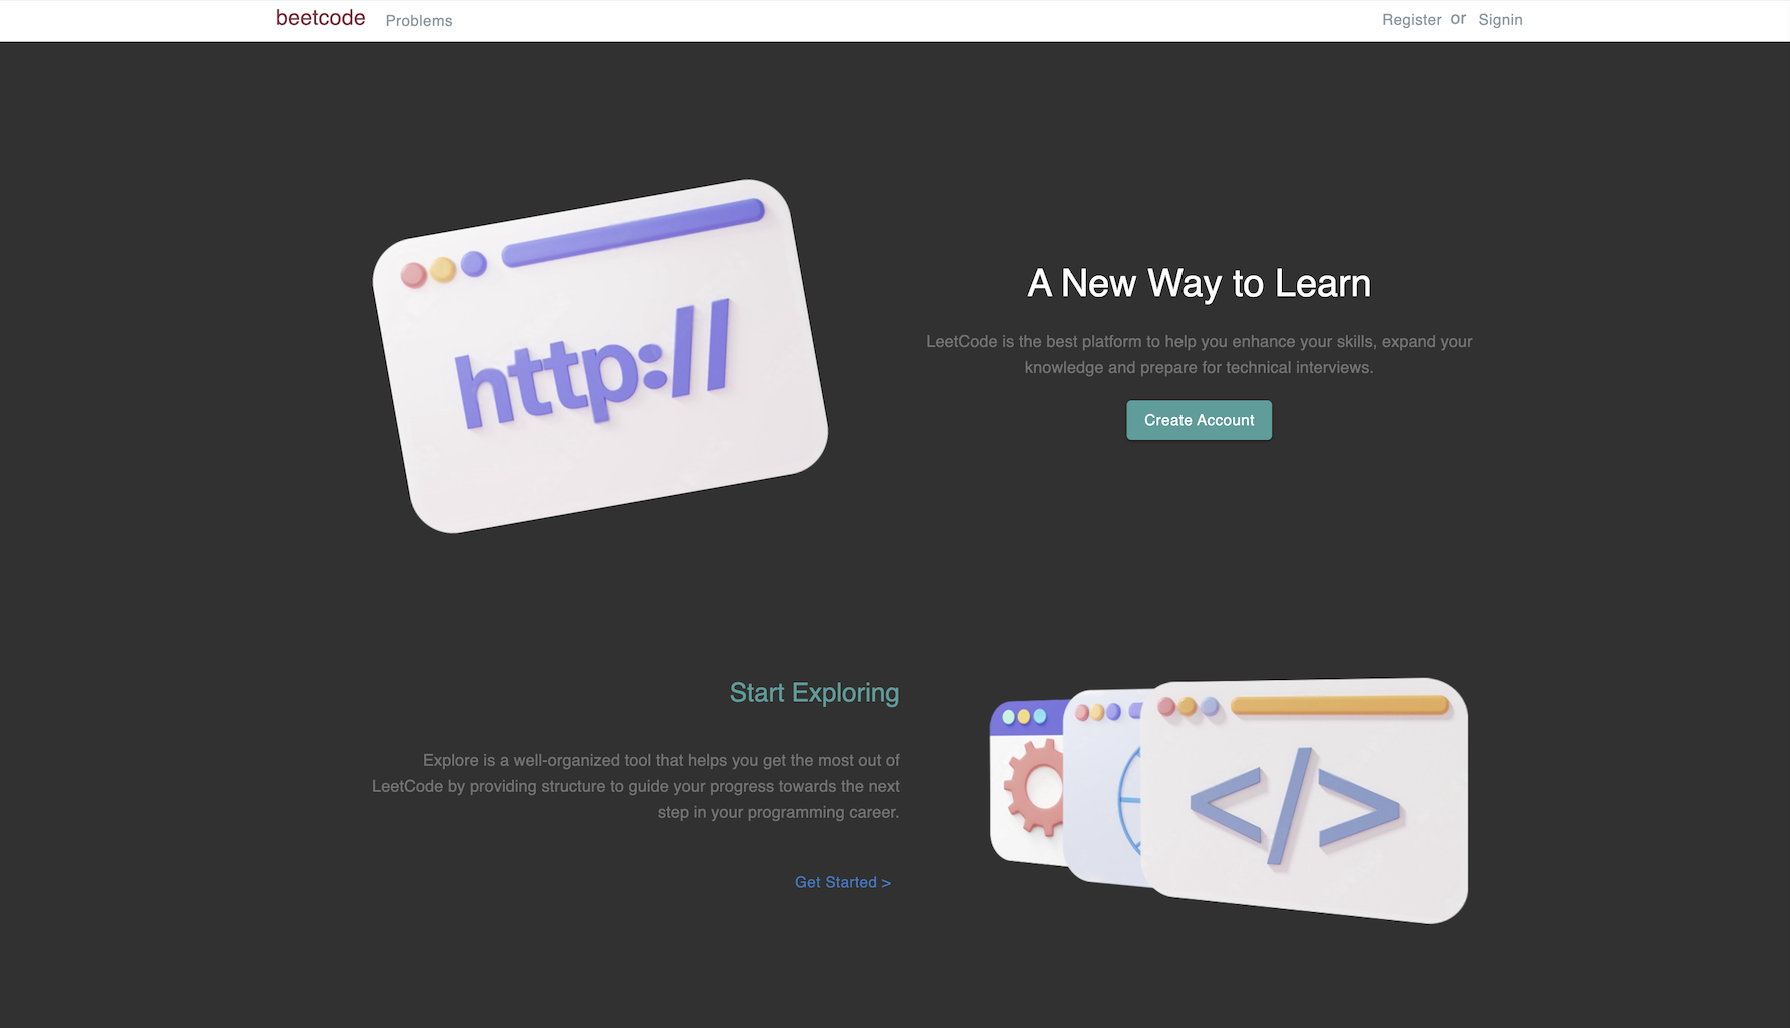 beetcode
Problems
Register or Signin
http://
A New Way to Learn
LeetCode is the best platform to help you enhance your skills, expand your
knowledge and prepare for technical interviews.
Create Account
Start Exploring
Explore is a well-organized tool that helps you get the most out of
LeetCode by providing structure to guide your progress towards the next
step in your programming career.
Get Started >
</>